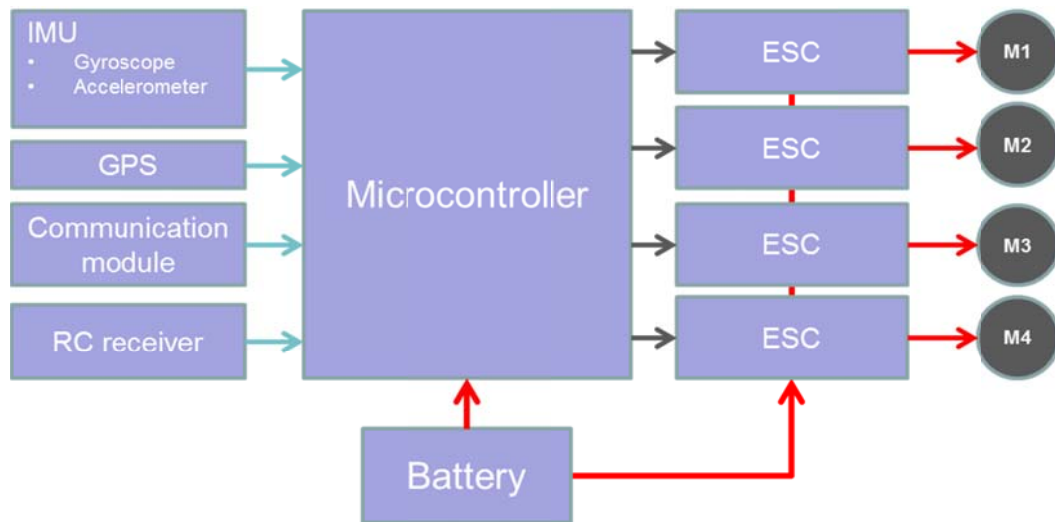 IMU
• Gyroscope
• Accelerometer
GPS
Communication
module
RC receiver
Microcontroller
ESC
ESC
ESC
ESC
M1
M2
M3
M4
Battery